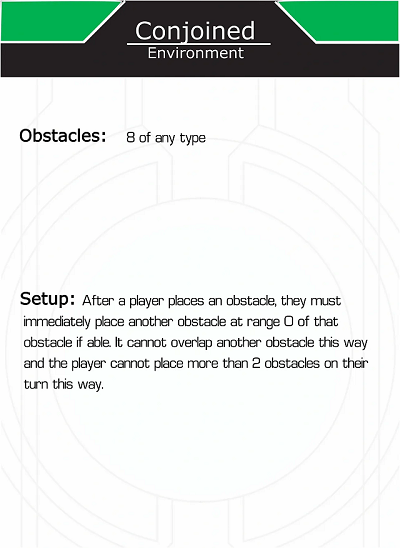 Conjoined
Environment
Obstacles: 8 of any type
Setup: After a player places an obstacle, they must
immediately place another obstacle at range 0 of that
obstacle if able. It cannot overlap another obstacle this way
and the player cannot place more than 2 obstacles on their
turn this way.